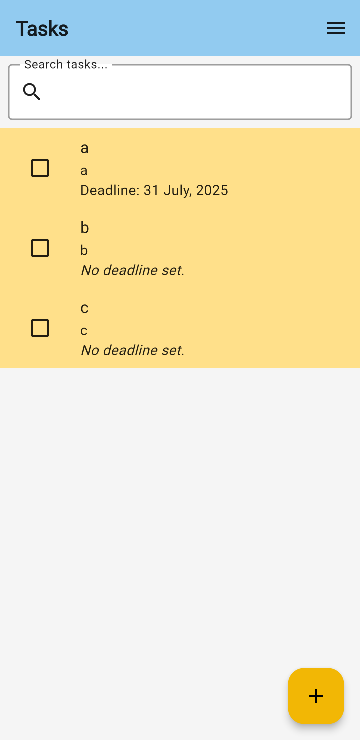 Tasks
Search tasks...
a
a
Deadline: 31 July, 2025
b
b
No deadline set.
c
c
No deadline set.